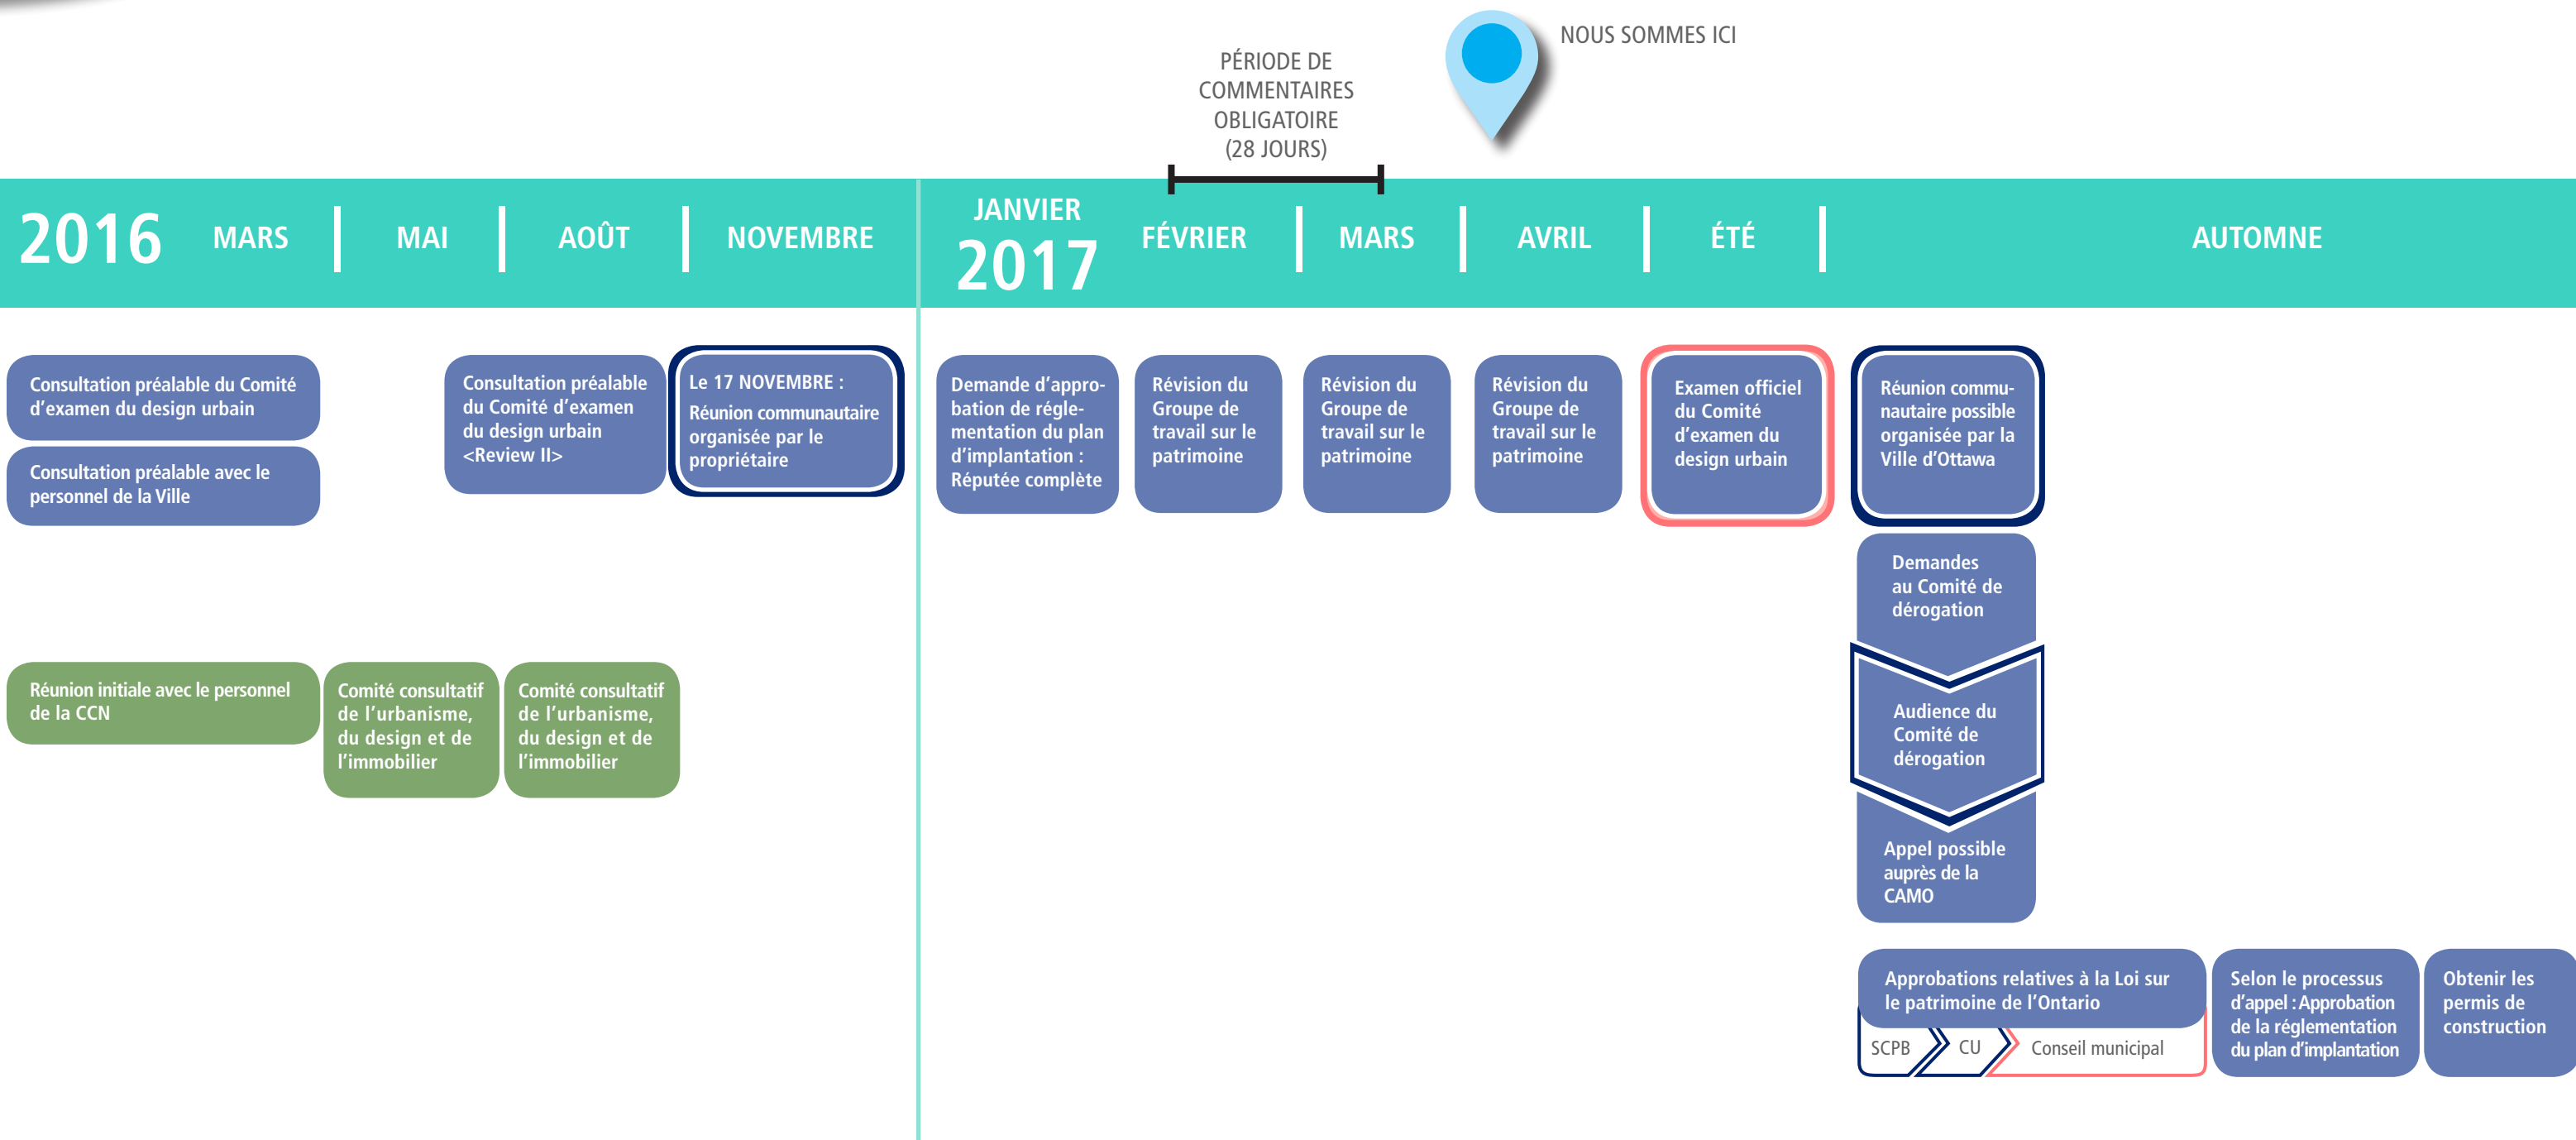 NOUS SOMMES ICI
PÉRIODE DE
COMMENTAIRES
OBLIGATOIRE
(28 JOURS)
2016
MARS
MAI
AOÛT
NOVEMBRE
JANVIER
2017
FÉVRIER
MARS
AVRIL
ÉTÉ
AUTOMNE
Consultation préalable du Comité
d’examen du design urbain
Consultation préalable avec le
personnel de la Ville
Consultation préalable
du Comité d’examen
du design urbain
<Review II>
Le 17 NOVEMBRE :
Réunion communautaire
organisée par le
propriétaire
Demande d’appro-
bation de régle-
mentation du plan
d’implantation :
Réputée complète
Révision du
Groupe de
travail sur le
patrimoine
Révision du
Groupe de
travail sur le
patrimoine
Révision du
Groupe de
travail sur le
patrimoine
Examen officiel
du Comité
d’examen du
design urbain
Réunion commu-
nautaire possible
organisée par la
Ville d’Ottawa
Demandes
au Comité de
dérogation
Audience du
Comité de
dérogation
Appel possible
auprès de la
CAMO
Réunion initiale avec le personnel
de la CCN
Comité consultatif
de l’urbanisme,
du design et de
l’immobilier
Comité consultatif
de l’urbanisme,
du design et de
l’immobilier
Approbations relatives à la Loi sur
le patrimoine de l’Ontario
SCPB
CU
Conseil municipal
Selon le processus
d’appel : Approbation
de la réglementation
du plan d’implantation
Obtenir les
permis de
construction